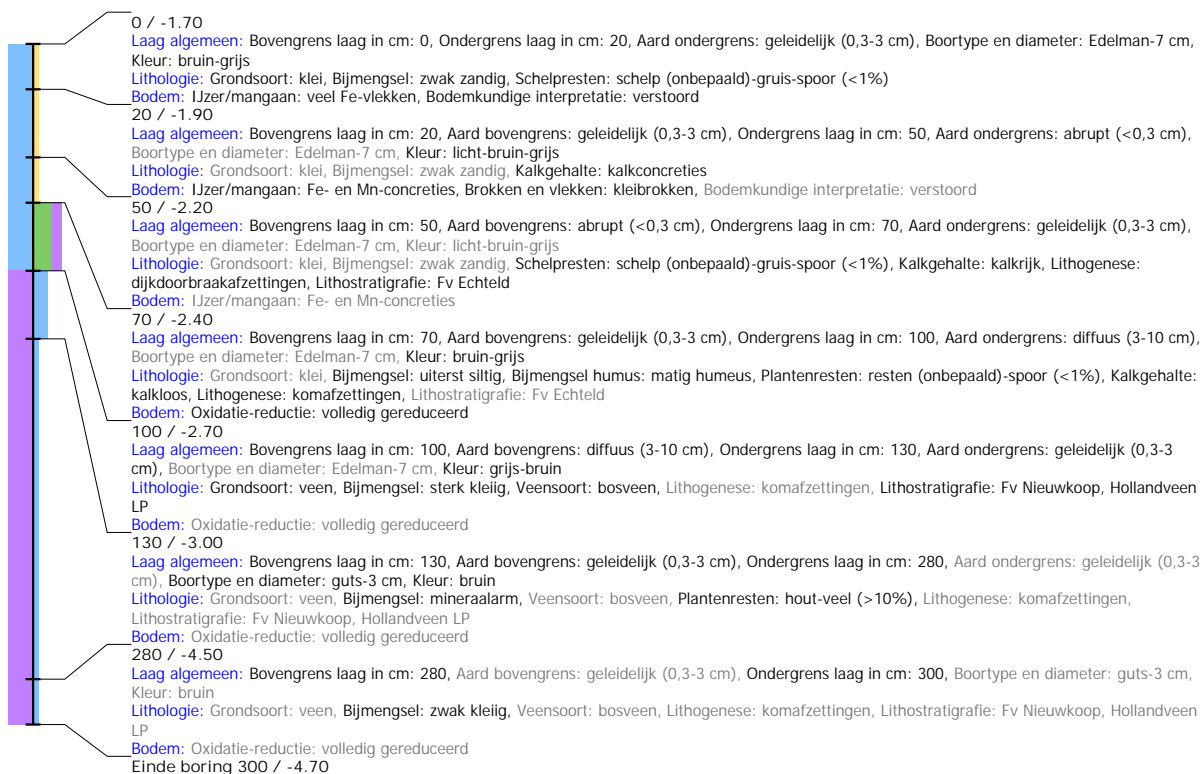 0 / -1.70
Laag algemeen: Bovengrens laag in cm: 0, Ondergrens laag in cm: 20, Aard ondergrens: geleidelijk (0,3-3 cm), Boortype en diameter: Edelman-7 cm,
Kleur: bruin-grijs
Lithologie: Grondsoort: klei, Bijmengsel: zwak zandig, Schelpresten: schelp (onbepaald)-gruis-spoor (<1%)
Bodem: IJzer/mangaan: veel Fe-vlekken, Bodemkundige interpretatie: verstoord
20 / -1.90
Laag algemeen: Bovengrens laag in cm: 20, Aard bovengrens: geleidelijk (0,3-3 cm), Ondergrens laag in cm: 50, Aard ondergrens: abrupt (<0,3 cm),
Boortype en diameter: Edelman-7 cm, Kleur: licht-bruin-grijs
Lithologie: Grondsoort: klei, Bijmengsel: zwak zandig, Kalkgehalte: kalkconcreties
Bodem: IJzer/mangaan: Fe- en Mn-concreties, Brokken en vlekken: kleibrokken, Bodemkundige interpretatie: verstoord
50 / -2.20
Laag algemeen: Bovengrens laag in cm: 50, Aard bovengrens: abrupt (<0,3 cm), Ondergrens laag in cm: 70, Aard ondergrens: geleidelijk (0,3-3 cm),
Boortype en diameter: Edelman-7 cm, Kleur: licht-bruin-grijs
Lithologie: Grondsoort: klei, Bijmengsel: zwak zandig, Schelpresten: schelp (onbepaald)-gruis-spoor (<1%), Kalkgehalte: kalkrijk, Lithogenese:
dijkdoorbraakafzettingen, Lithostratigrafie: Fv Echteld
Bodem: IJzer/mangaan: Fe- en Mn-concreties
70 / -2.40
Laag algemeen: Bovengrens laag in cm: 70, Aard bovengrens: geleidelijk (0,3-3 cm), Ondergrens laag in cm: 100, Aard ondergrens: diffuus (3-10 cm),
Boortype en diameter: Edelman-7 cm, Kleur: bruin-grijs
Lithologie: Grondsoort: klei, Bijmengsel: uiterst siltig, Bijmengsel humus: matig humeus, Plantenresten: resten (onbepaald)-spoor (<1%), Kalkgehalte:
kalkloos, Lithogenese: komafzettingen, Lithostratigrafie: Fv Echteld
Bodem: Oxidatie-reductie: volledig gereduceerd
100 / -2.70
Laag algemeen: Bovengrens laag in cm: 100, Aard bovengrens: diffuus (3-10 cm), Ondergrens laag in cm: 130, Aard ondergrens: geleidelijk (0,3-3
cm), Boortype en diameter: Edelman-7 cm, Kleur: grijs-bruin
Lithologie: Grondsoort: veen, Bijmengsel: sterk kleiig, Veensoort: bosveen, Lithogenese: komafzettingen, Lithostratigrafie: Fv Nieuwkoop, Hollandveen
LP
Bodem: Oxidatie-reductie: volledig gereduceerd
130 / -3.00
Laag algemeen: Bovengrens laag in cm: 130, Aard bovengrens: geleidelijk (0,3-3 cm), Ondergrens laag in cm: 280, Aard ondergrens: geleidelijk (0,3-3
cm), Boortype en diameter: guts-3 cm, Kleur: bruin
Lithologie: Grondsoort: veen, Bijmengsel: mineraalarm, Veensoort: bosveen, Plantenresten: hout-veel (>10%), Lithogenese: komafzettingen,
Lithostratigrafie: Fv Nieuwkoop, Hollandveen LP
Bodem: Oxidatie-reductie: volledig gereduceerd
280 / -4.50
Laag algemeen: Bovengrens laag in cm: 280, Aard bovengrens: geleidelijk (0,3-3 cm), Ondergrens laag in cm: 300, Boortype en diameter: guts-3 cm,
Kleur: bruin
Lithologie: Grondsoort: veen, Bijmengsel: zwak kleiig, Veensoort: bosveen, Lithogenese: komafzettingen, Lithostratigrafie: Fv Nieuwkoop, Hollandveen
LP
Bodem: Oxidatie-reductie: volledig gereduceerd
Einde boring 300 / -4.70